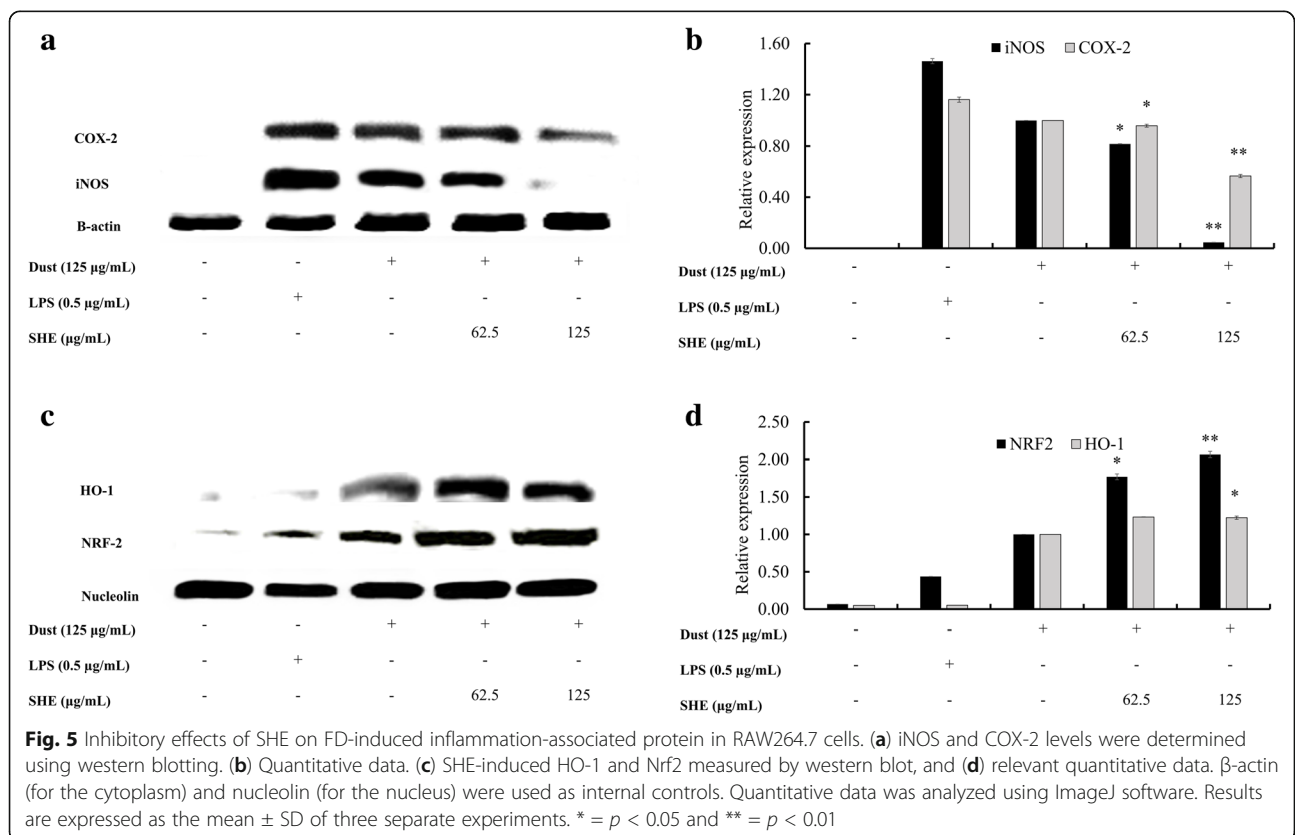 a
COX-2
iNOS
B-actin
Dust (125 µg/mL) - - + + +
LPS (0.5 µg/mL) - + - - -
SHE (µg/mL) - - - 62.5 125
b
1.60
1.20
0.80
0.40
0.00
Relative expression
iNOS COX-2
* * ** **
Dust (125 µg/mL) - - + + +
LPS (0.5 µg/mL) - + - - -
SHE (µg/mL) - - - 62.5 125
c
HO-1
NRF-2
Nucleolin
Dust (125 µg/mL) - - + + +
LPS (0.5 µg/mL) - + - - -
SHE (µg/mL) - - - 62.5 125
d
2.50
2.00
1.50
1.00
0.50
0.00
Relative expression
NRF2 HO-1
* ** *
Dust (125 µg/mL) - - + + +
LPS (0.5 µg/mL) - + - - -
SHE (µg/mL) - - - 62.5 125
Fig. 5 Inhibitory effects of SHE on FD-induced inflammation-associated protein in RAW264.7 cells. (a) iNOS and COX-2 levels were determined
using western blotting. (b) Quantitative data. (c) SHE-induced HO-1 and Nrf2 measured by western blot, and (d) relevant quantitative data. β-actin
(for the cytoplasm) and nucleolin (for the nucleus) were used as internal controls. Quantitative data was analyzed using ImageJ software. Results
are expressed as the mean ± SD of three separate experiments. * = p < 0.05 and ** = p < 0.01